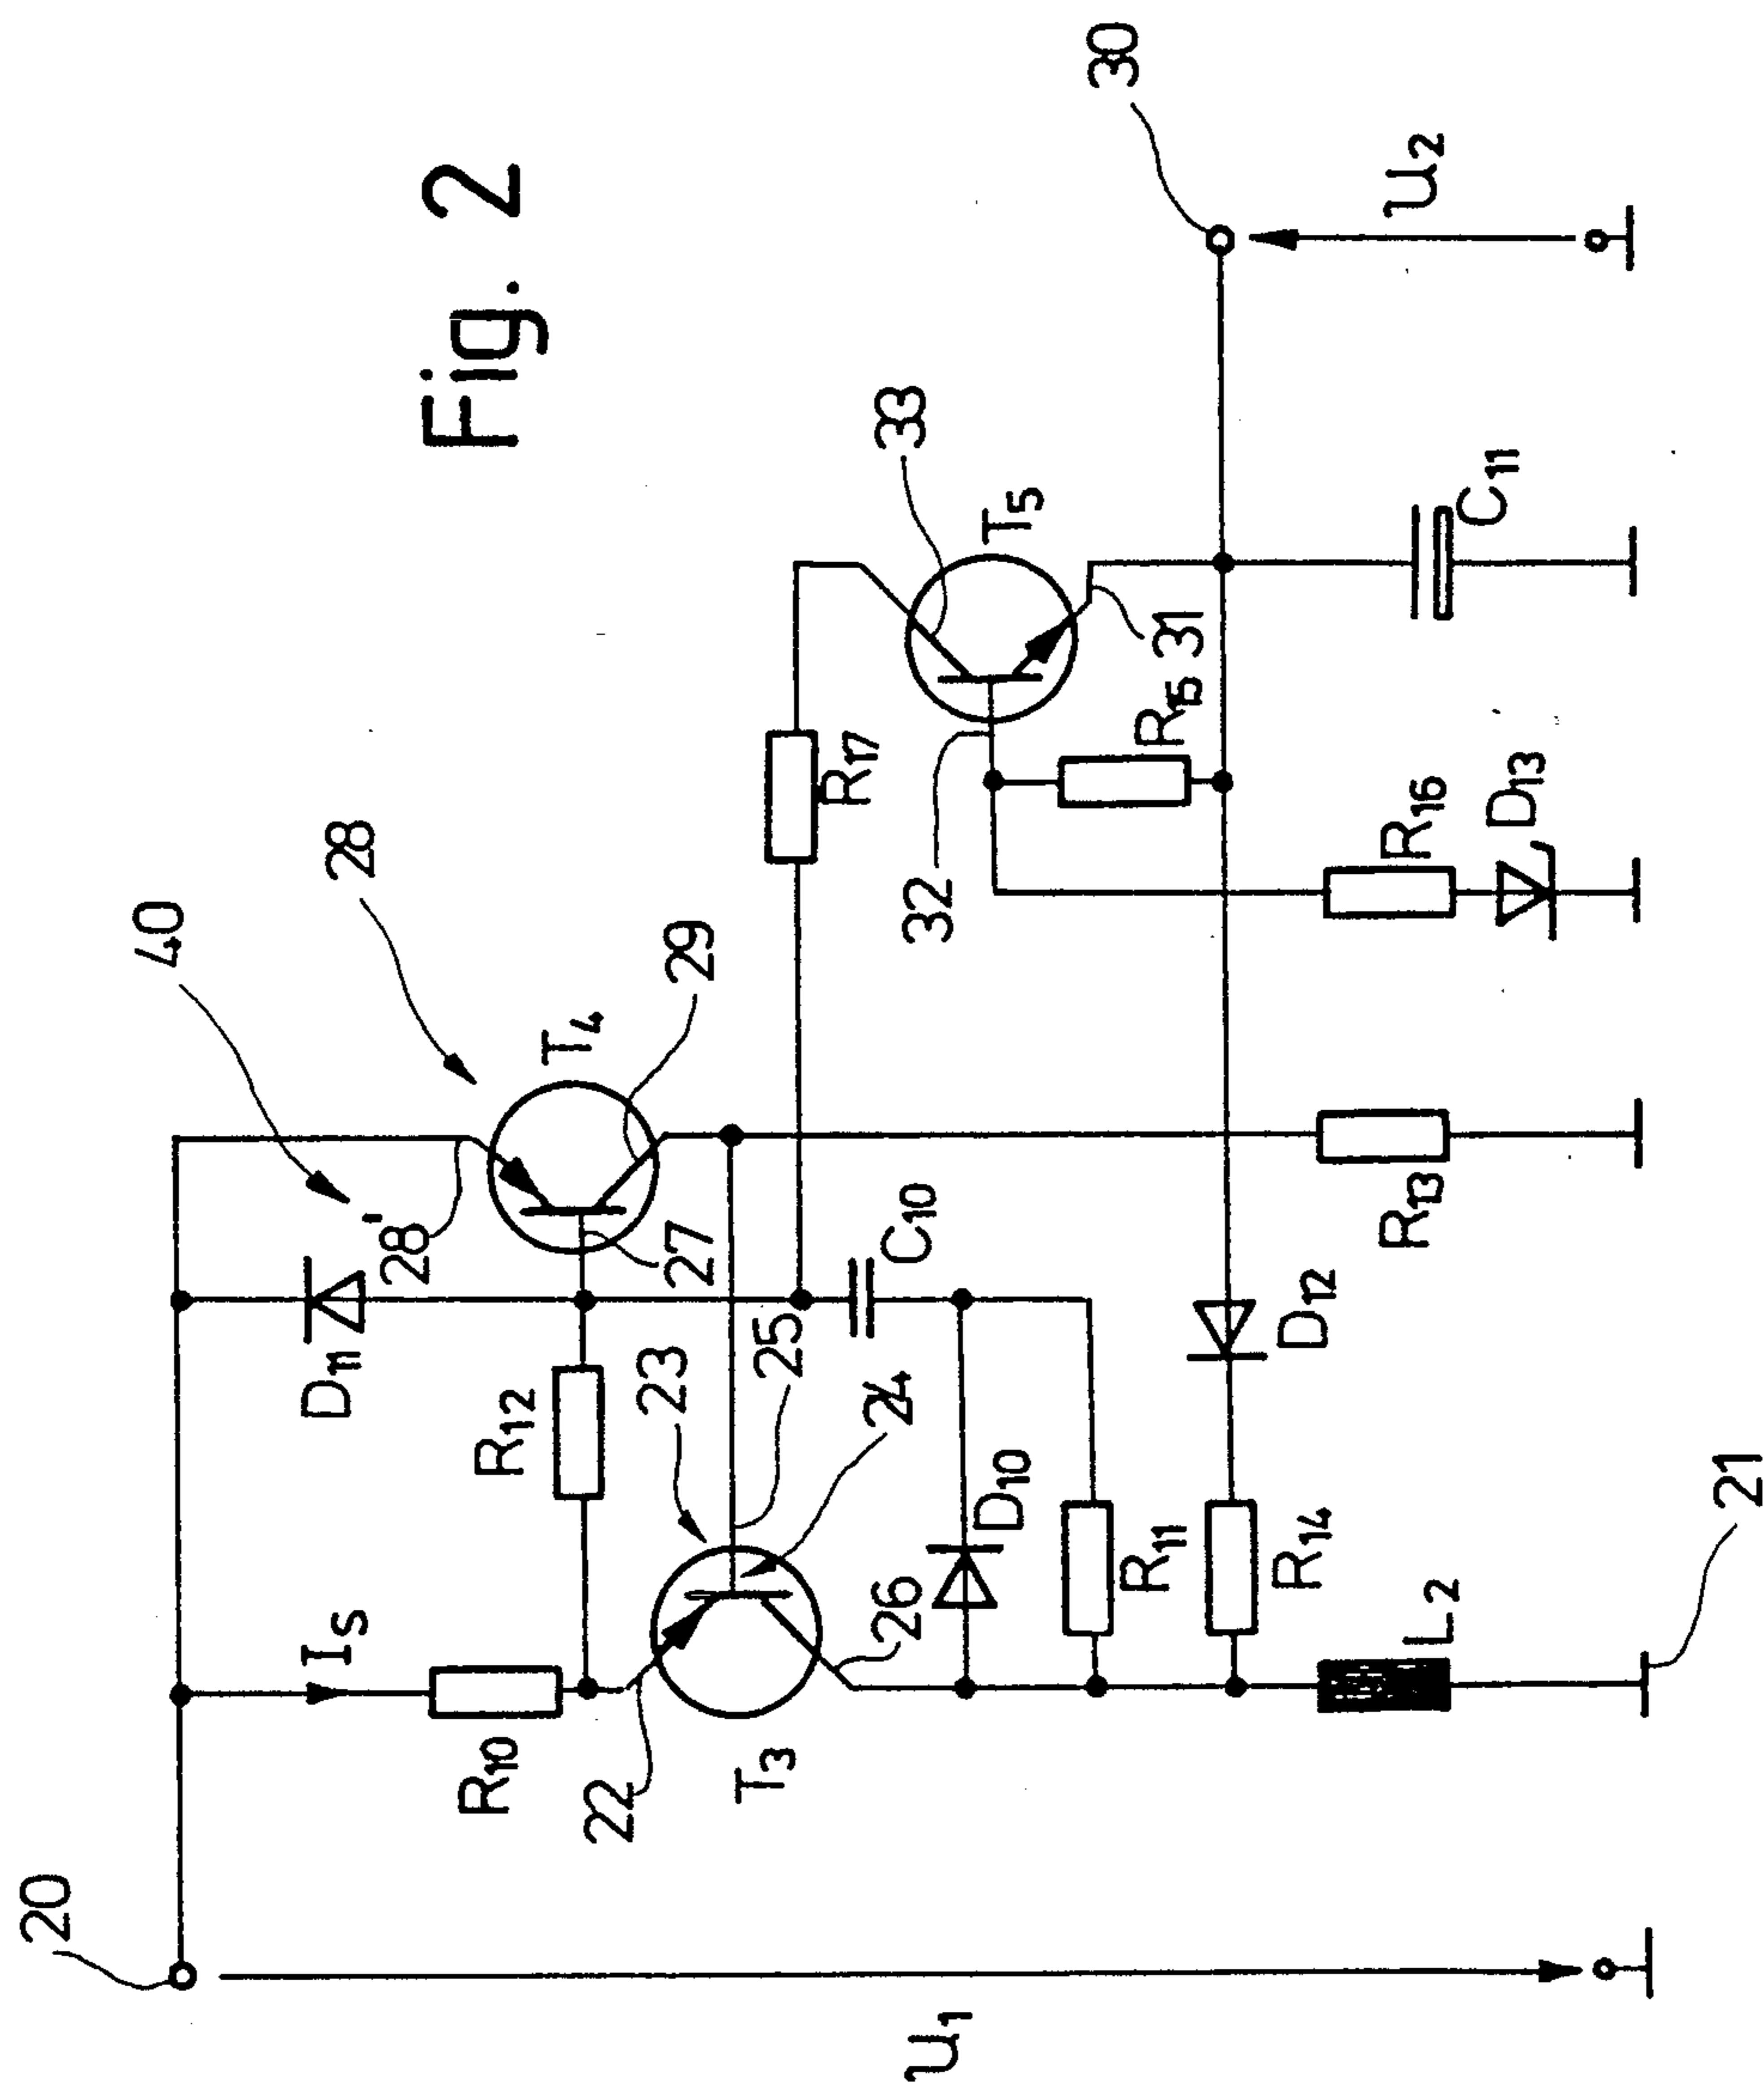 Fig. 2
20
U1
IS
R10
22
T3
23
24
25
26
D10
R11
R14
L2
21
R12
D11
28'
40
28
T4
27
29
C10
D12
R13
R17
32
33
T5
31
R15
R16
D13
C11
30
U2